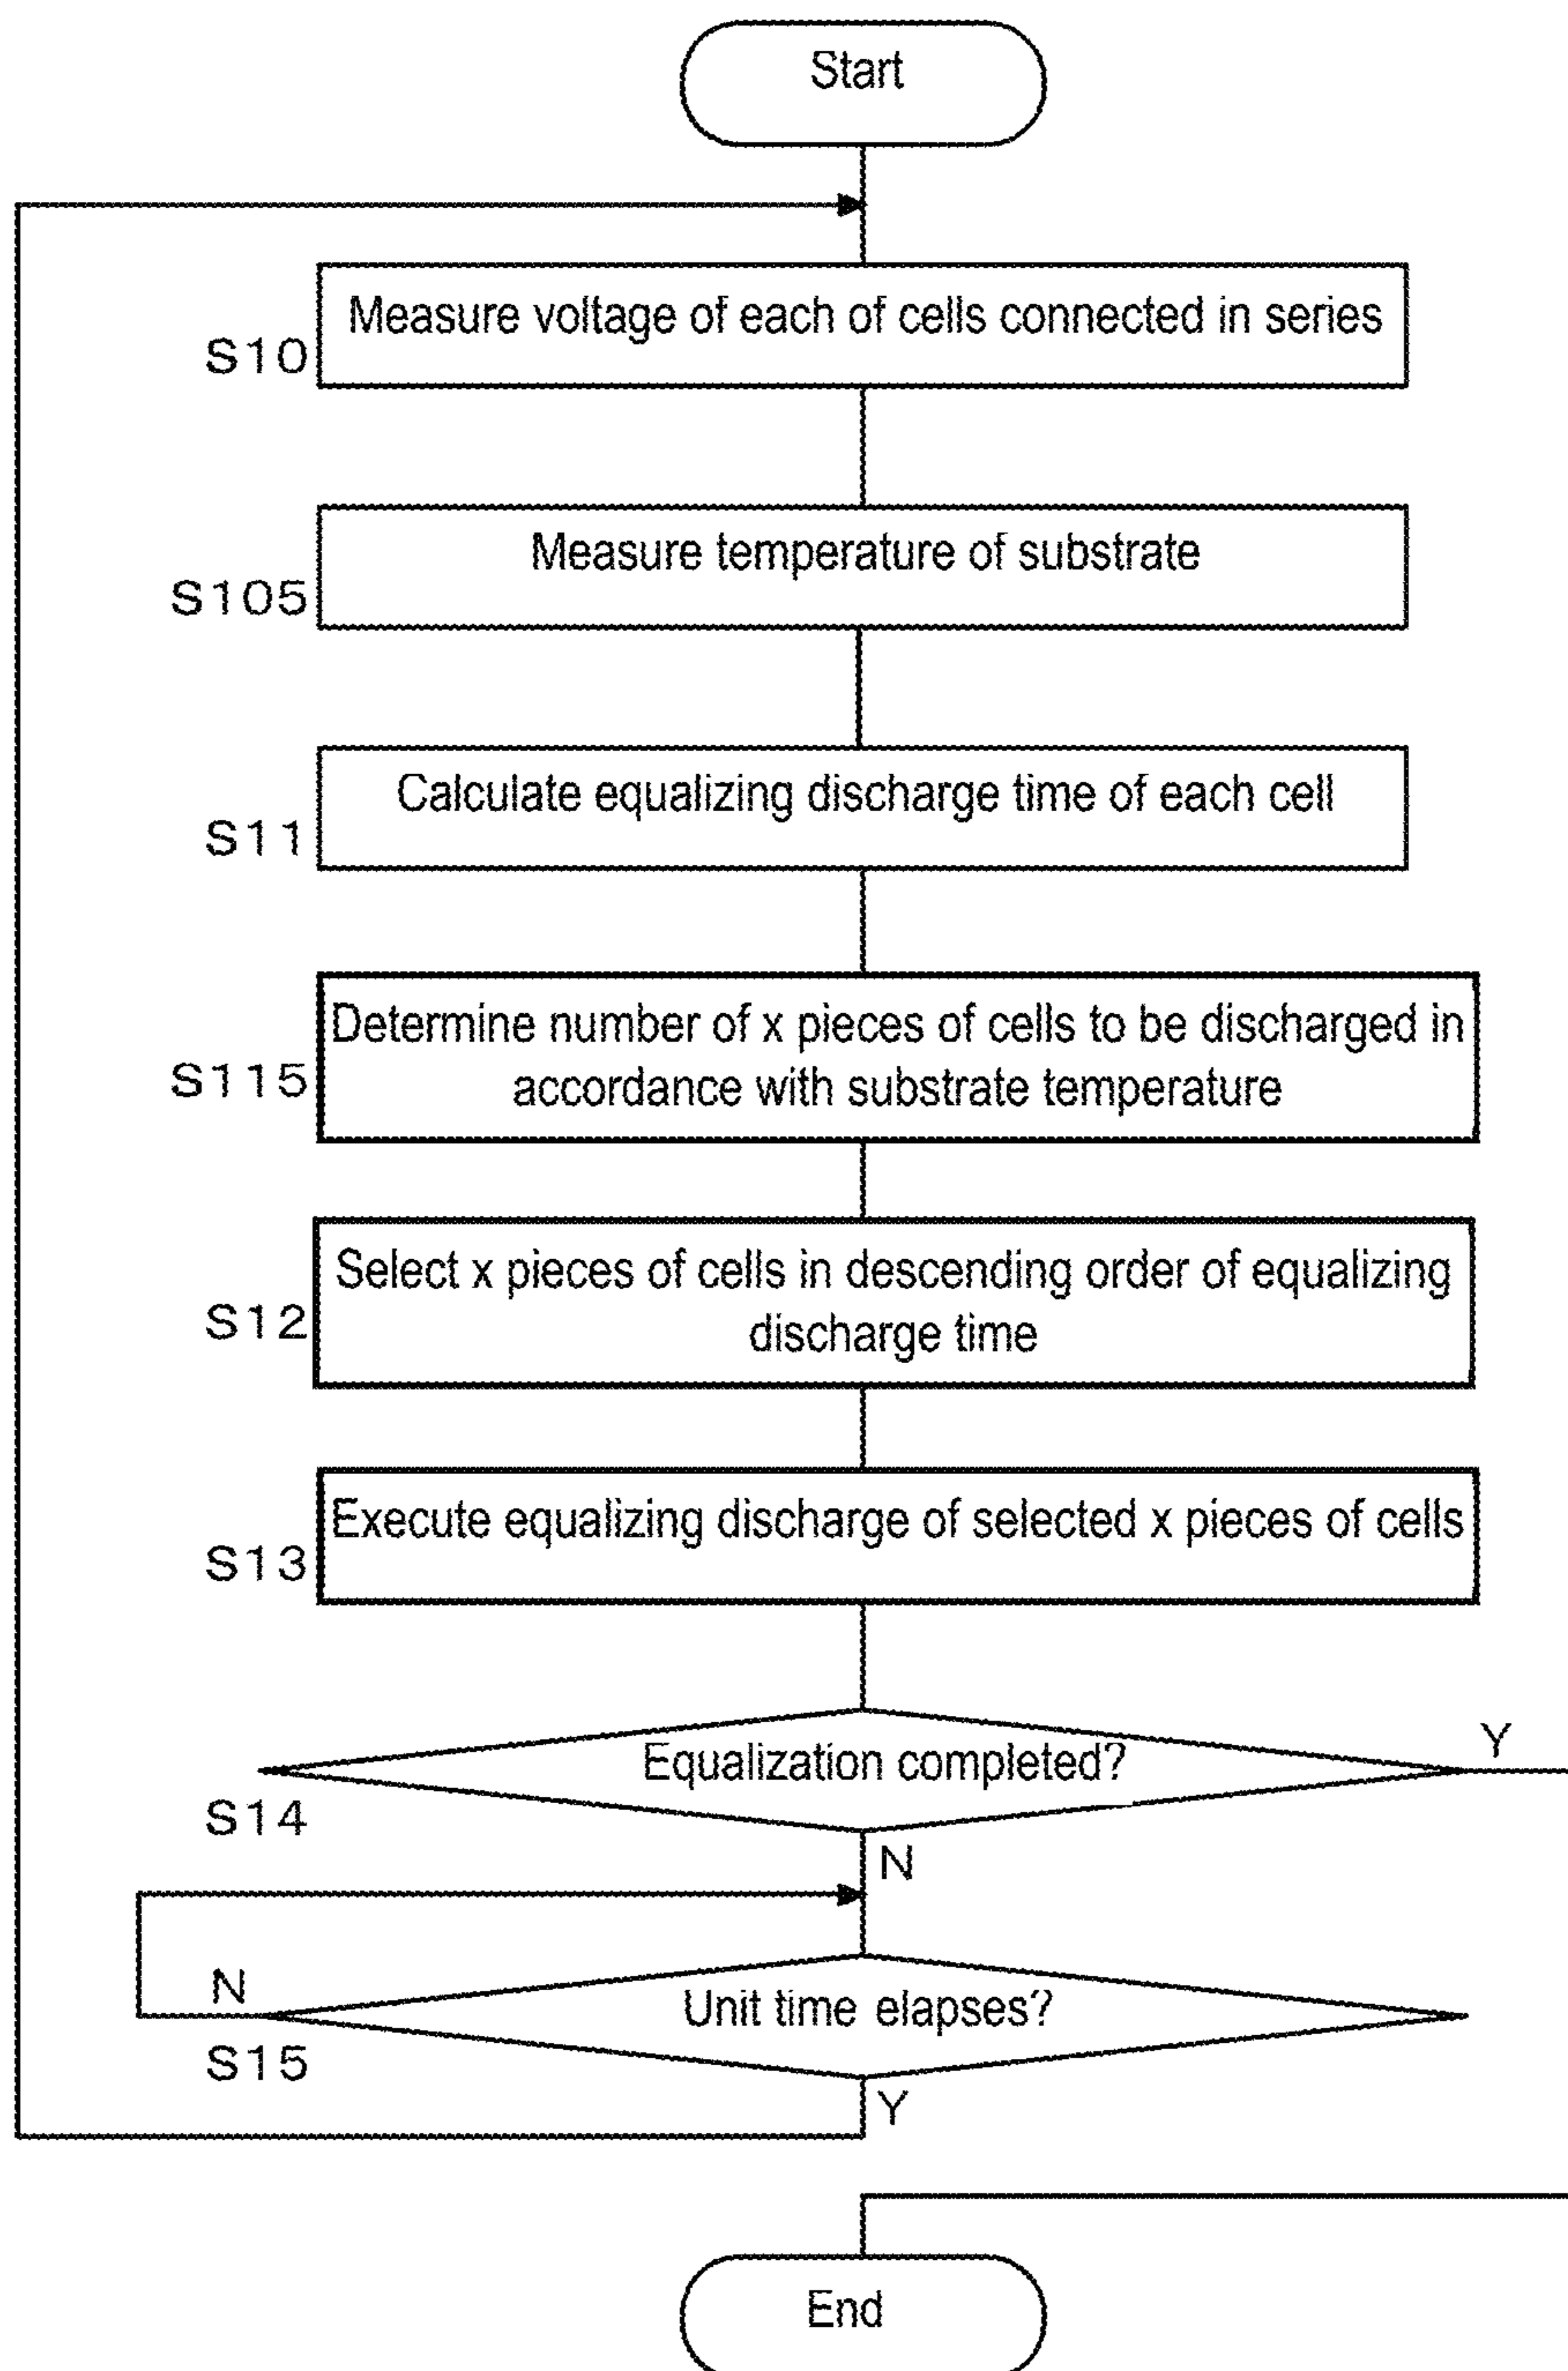 Start
Measure voltage of each of cells connected in series
S10
Measure temperature of substrate
S105
Calculate equalizing discharge time of each cell
S11
Determine number of x pieces of cells to be discharged in
accordance with substrate temperature
S115
Select x pieces of cells in descending order of equalizing
discharge time
S12
Execute equalizing discharge of selected x pieces of cells
S13
Equalization completed?
Y
S14
N
N
Unit time elapses?
S15
Y
End